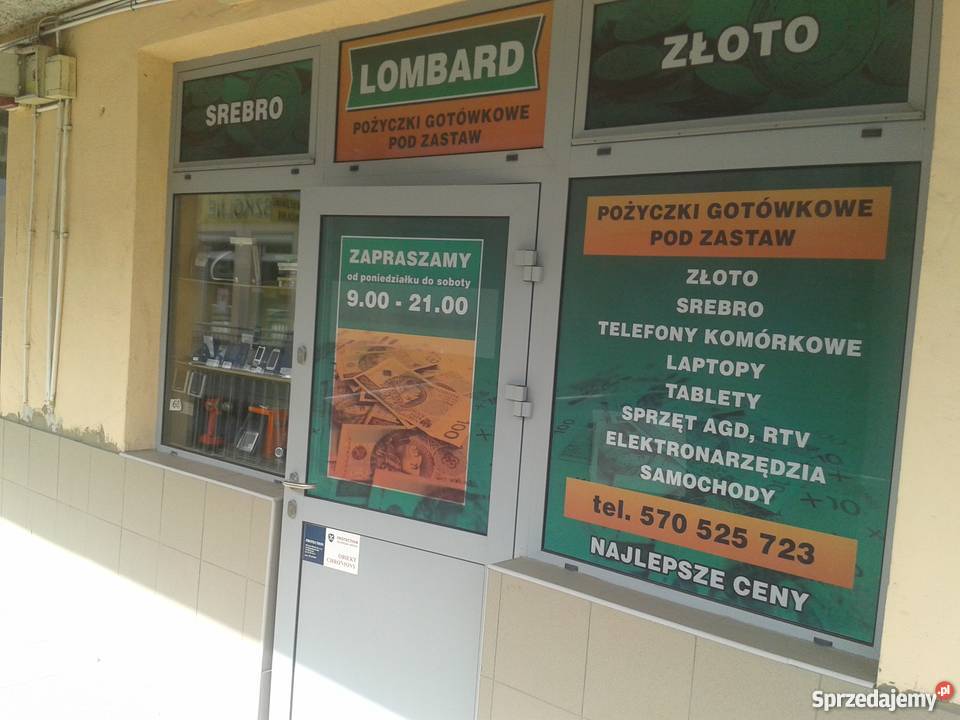 SREBRO
LOMBARD
POŻYCZKI GOTÓWKOWE
POD ZASTAW
ZŁOTO
ZAPRASZAMY
od poniedziałku do soboty
9.00 - 21.00
100
OBIEKT
CHRONIONY
POŻYCZKI GOTÓWKOWE
POD ZASTAW
ZŁOTO
SREBRO
TELEFONY KOMÓRKOWE
LAPTOPY
TABLETY
SPRZĘT AGD, RTV
ELEKTRONARZĘDZIA
SAMOCHODY
tel. 570 525 723
NAJLEPSZE CENY
Sprzedajemy.pl